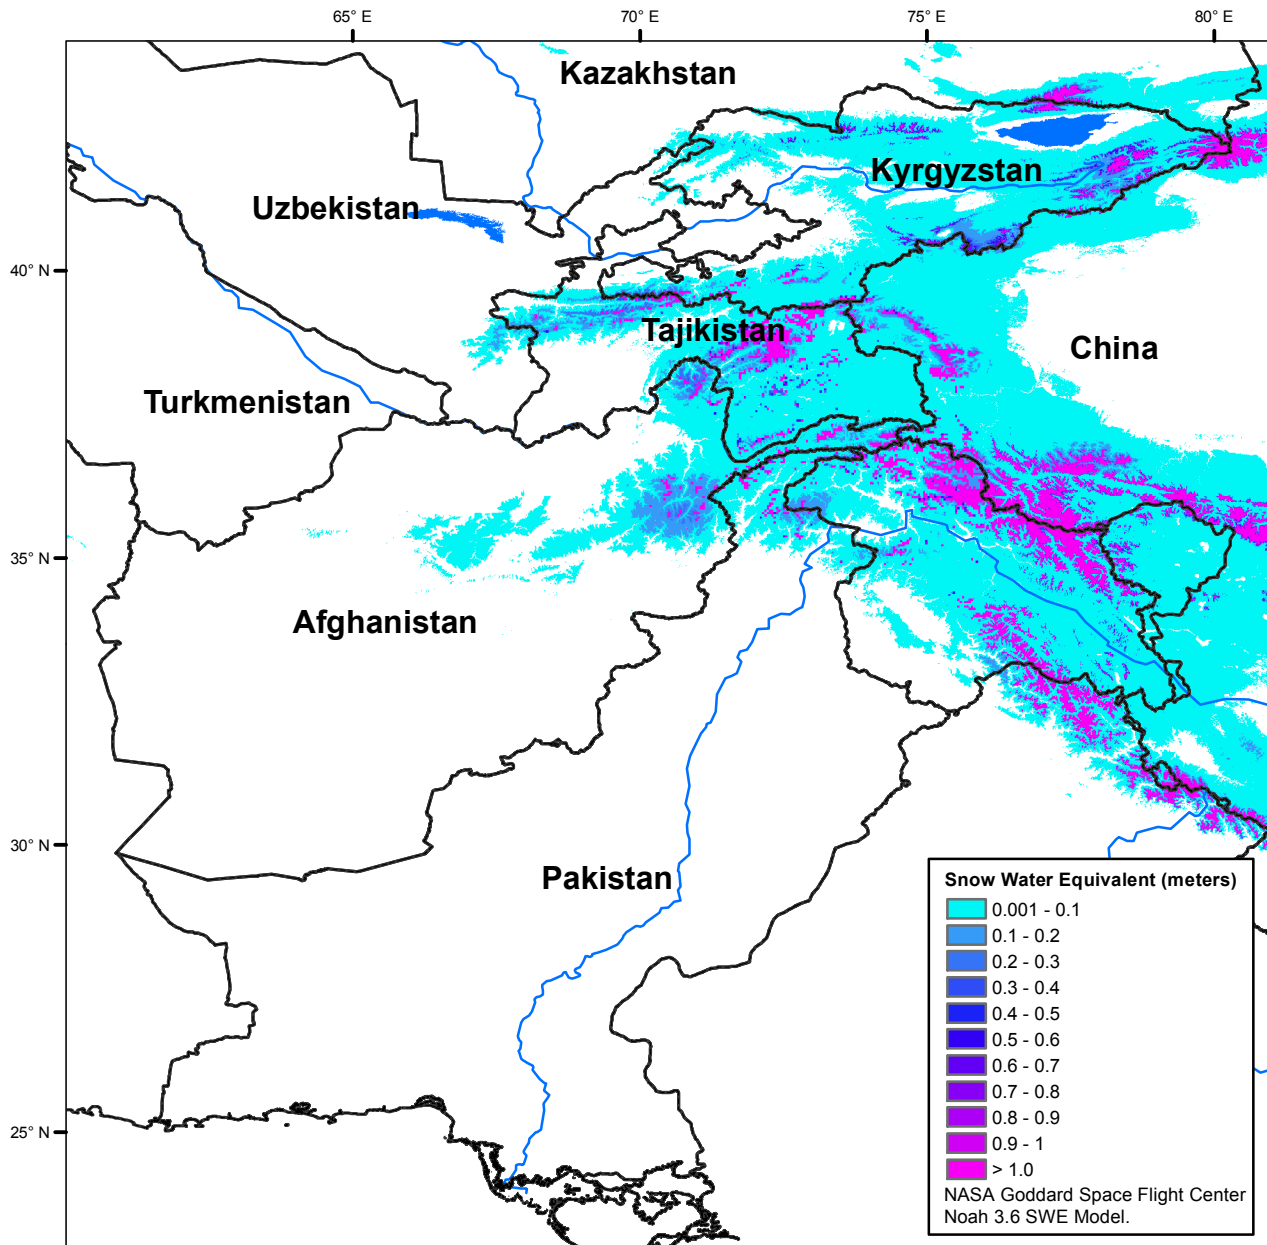 65° E
70° E
75° E
80° E
Kazakhstan
Kyrgyzstan
Uzbekistan
40° N
Tajikistan
China
Turkmenistan
35° N
Afghanistan
30° N
Pakistan
25° N
Snow Water Equivalent (meters)
0.001 - 0.1
0.1 - 0.2
0.2 - 0.3
0.3 - 0.4
0.4 - 0.5
0.5 - 0.6
0.6 - 0.7
0.7 - 0.8
0.8 - 0.9
0.9 - 1
> 1.0
NASA Goddard Space Flight Center
Noah 3.6 SWE Model.